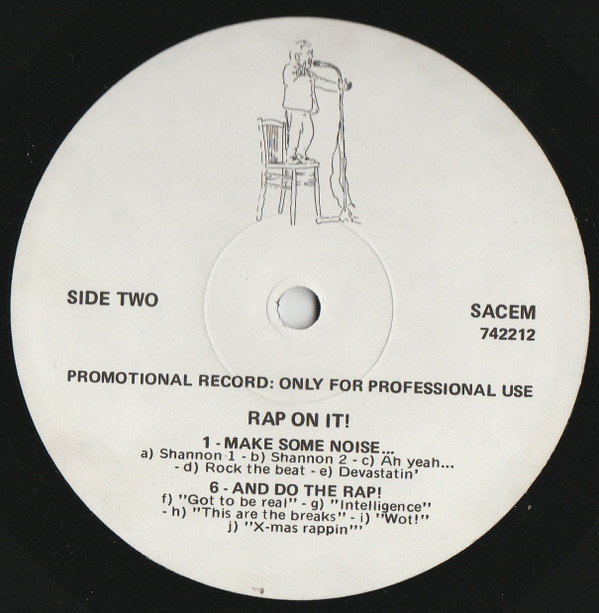 SIDE TWO
SACEM
742212
PROMOTIONAL RECORD: ONLY FOR PROFESSIONAL USE
RAP ON IT!
1 - MAKE SOME NOISE...
a) Shannon 1 - b) Shannon 2 - c) Ah yeah...
- d) Rock the beat - e) Devastatin'
6 - AND DO THE RAP!
f) "Got to be real" - g) "Intelligence"
- h) "This are the breaks" - i) "Wot!"
j) "X-mas rappin"'